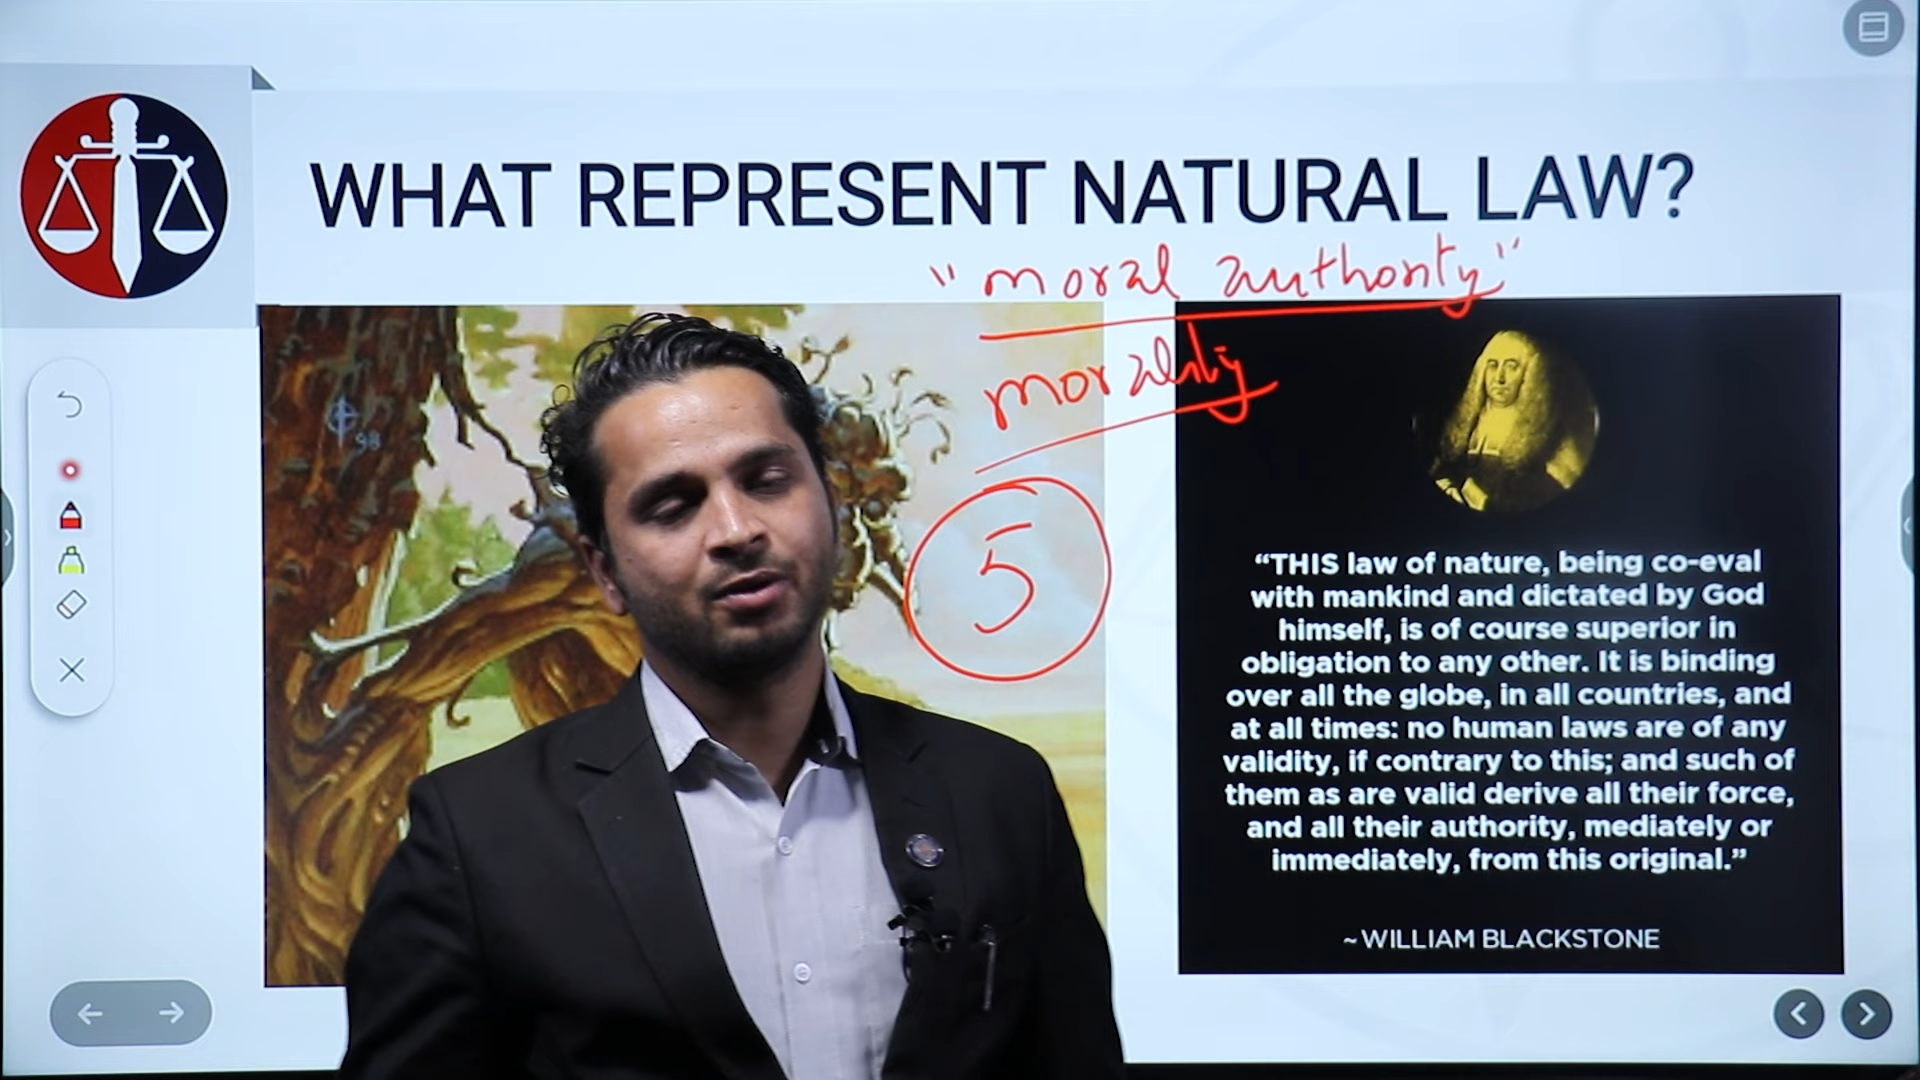 WHAT REPRESENT NATURAL LAW?
"moral authority"
morality
5
98
“THIS law of nature, being co-eval
with mankind and dictated by God
himself, is of course superior in
obligation to any other. It is binding
over all the globe, in all countries, and
at all times: no human laws are of any
validity, if contrary to this; and such of
them as are valid derive all their force,
and all their authority, mediately or
immediately, from this original.”
~WILLIAM BLACKSTONE